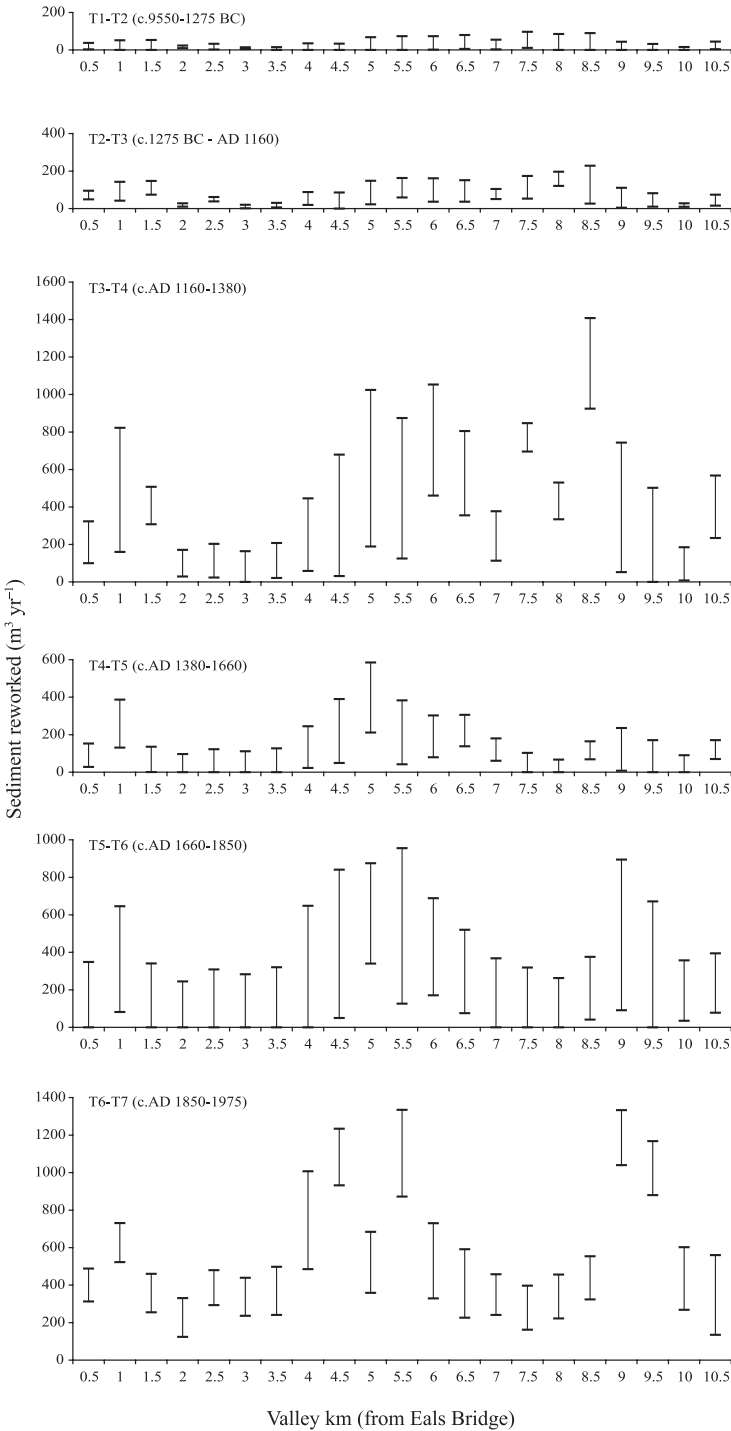 T1-T2 (c.9550-1275 BC)
200
0
0.5 1 1.5 2 2.5 3 3.5 4 4.5 5 5.5 6 6.5 7 7.5 8 8.5 9 9.5 10 10.5
T2-T3 (c.1275 BC - AD 1160)
400
200
0
0.5 1 1.5 2 2.5 3 3.5 4 4.5 5 5.5 6 6.5 7 7.5 8 8.5 9 9.5 10 10.5
T3-T4 (c.AD 1160-1380)
1600
1400
1200
1000
800
600
400
200
0
0.5 1 1.5 2 2.5 3 3.5 4 4.5 5 5.5 6 6.5 7 7.5 8 8.5 9 9.5 10 10.5
Sediment reworked (m³ yr⁻¹)
T4-T5 (c.AD 1380-1660)
600
400
200
0
0.5 1 1.5 2 2.5 3 3.5 4 4.5 5 5.5 6 6.5 7 7.5 8 8.5 9 9.5 10 10.5
T5-T6 (c.AD 1660-1850)
1000
800
600
400
200
0
0.5 1 1.5 2 2.5 3 3.5 4 4.5 5 5.5 6 6.5 7 7.5 8 8.5 9 9.5 10 10.5
T6-T7 (c.AD 1850-1975)
1400
1200
1000
800
600
400
200
0
0.5 1 1.5 2 2.5 3 3.5 4 4.5 5 5.5 6 6.5 7 7.5 8 8.5 9 9.5 10 10.5
Valley km (from Eals Bridge)